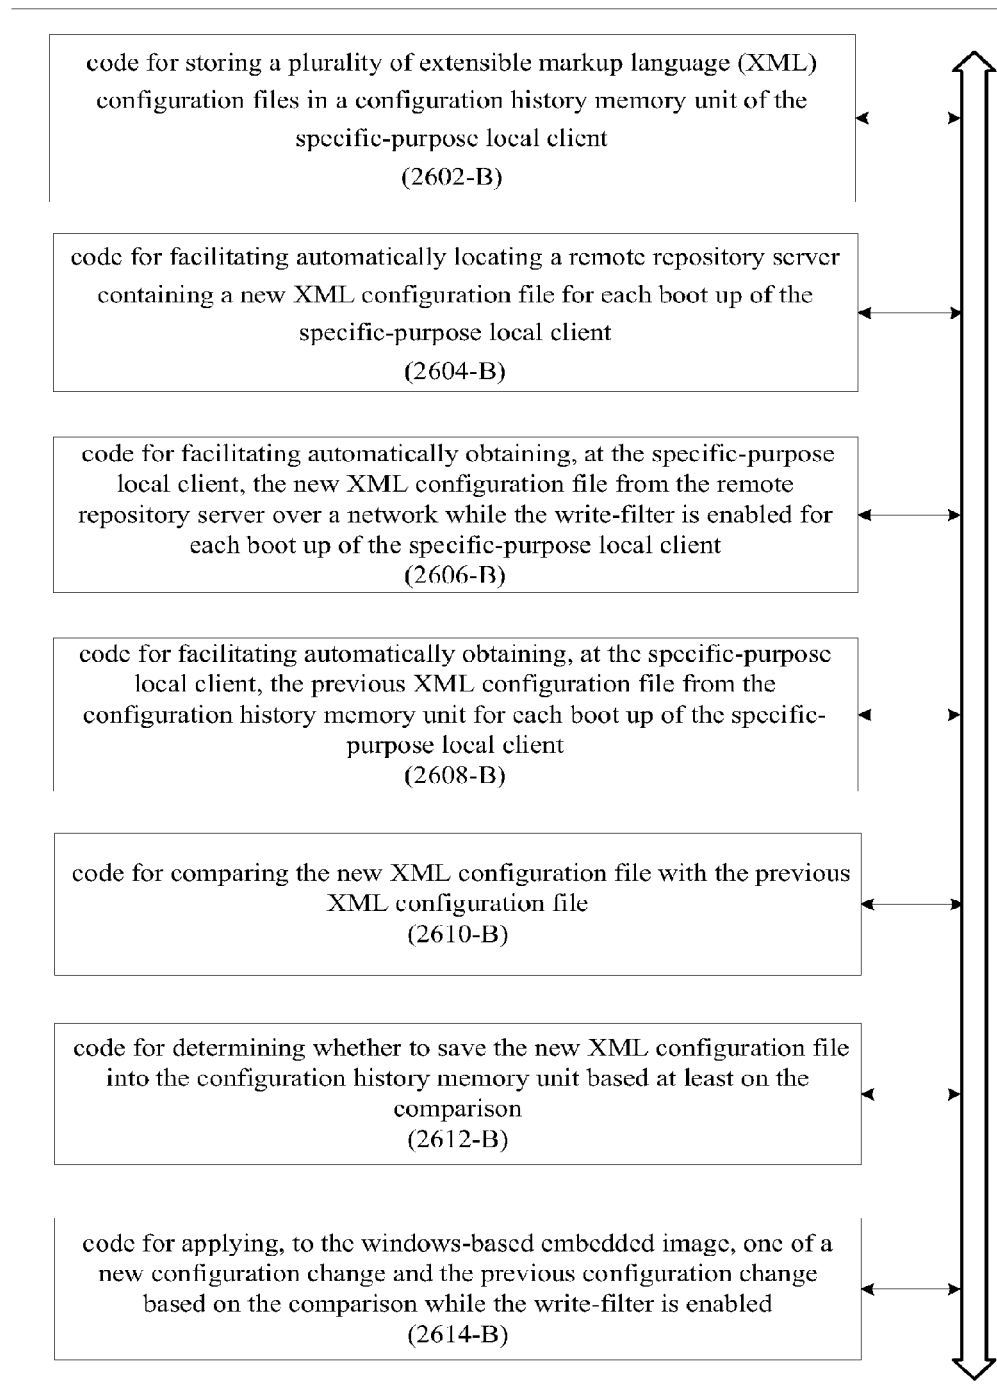 code for storing a plurality of extensible markup language (XML)
configuration files in a configuration history memory unit of the
specific-purpose local client
(2602-B)
code for facilitating automatically locating a remote repository server
containing a new XML configuration file for each boot up of the
specific-purpose local client
(2604-B)
code for facilitating automatically obtaining, at the specific-purpose
local client, the new XML configuration file from the remote
repository server over a network while the write-filter is enabled for
each boot up of the specific-purpose local client
(2606-B)
code for facilitating automatically obtaining, at the specific-purpose
local client, the previous XML configuration file from the
configuration history memory unit for each boot up of the specific-
purpose local client
(2608-B)
code for comparing the new XML configuration file with the previous
XML configuration file
(2610-B)
code for determining whether to save the new XML configuration file
into the configuration history memory unit based at least on the
comparison
(2612-B)
code for applying, to the windows-based embedded image, one of a
new configuration change and the previous configuration change
based on the comparison while the write-filter is enabled
(2614-B)